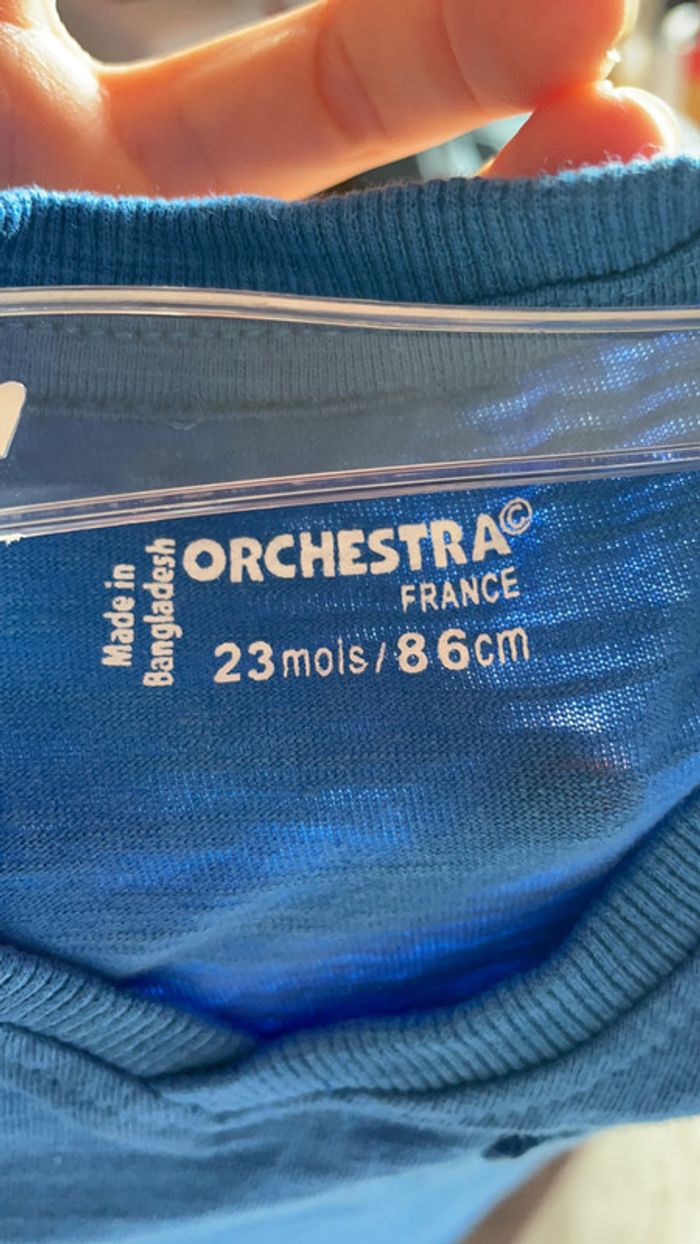 ORCHESTRA©
FRANCE
23mois/86cm
Made in
Bangladesh